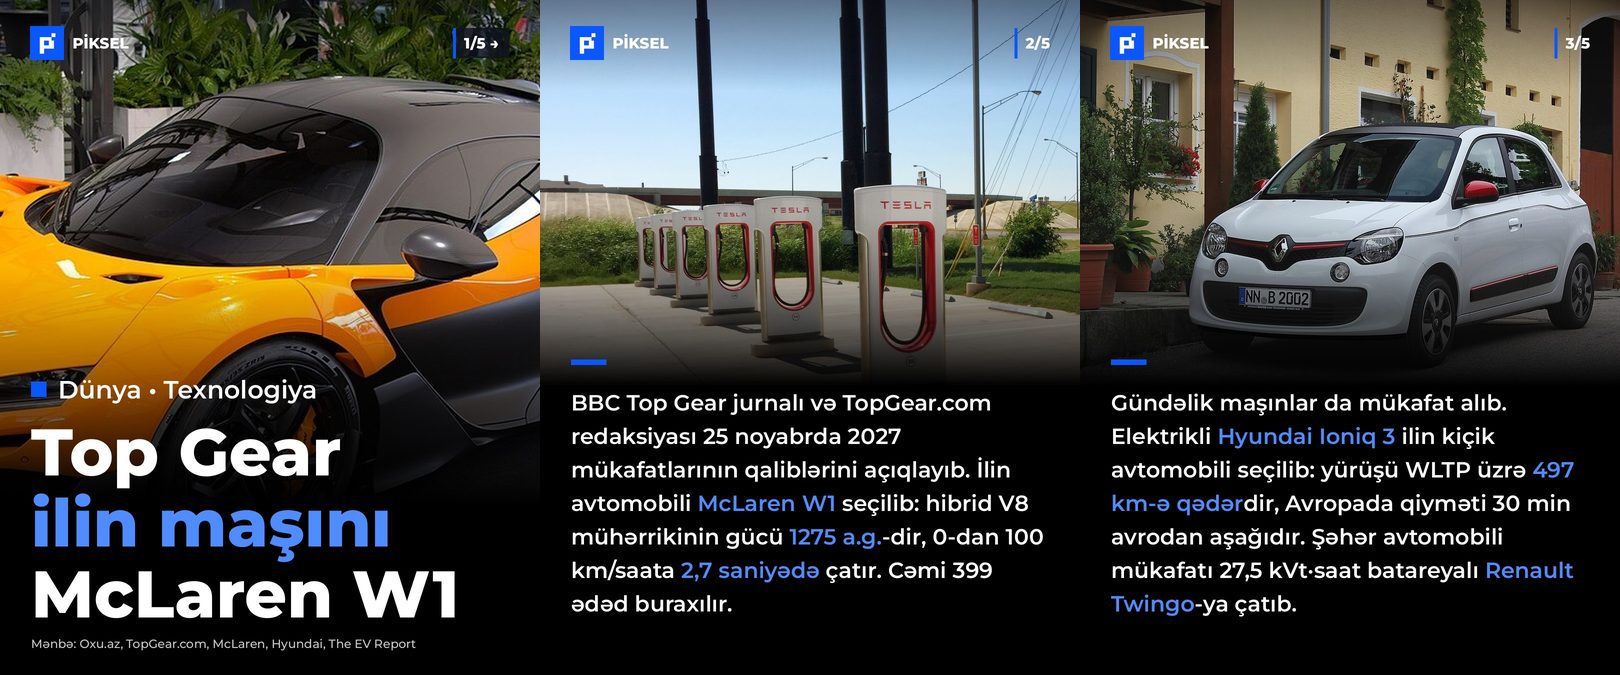 PİKSEL
1/5 →
Dünya • Texnologiya
Top Gear
ilin maşını
McLaren W1
Mənbə: Oxu.az, TopGear.com, McLaren, Hyundai, The EV Report
PİKSEL
2/5
TESLA
TESLA
TESLA
TESLA
BBC Top Gear jurnalı və TopGear.com
redaksiyası 25 noyabrda 2027
mükafatlarının qaliblərini açıqlayıb. İlin
avtomobili McLaren W1 seçilib: hibrid V8
mühərrikinin gücü 1275 a.g.-dir, 0-dan 100
km/saata 2,7 saniyədə çatır. Cəmi 399
ədəd buraxılır.
PİKSEL
3/5
NN B 2002
Gündəlik maşınlar da mükafat alıb.
Elektrikli Hyundai Ioniq 3 ilin kiçik
avtomobili seçilib: yürüşü WLTP üzrə 497
km-ə qədərdir, Avropada qiyməti 30 min
avrodan aşağıdır. Şəhər avtomobili
mükafatı 27,5 kVt·saat batareyalı Renault
Twingo-ya çatıb.